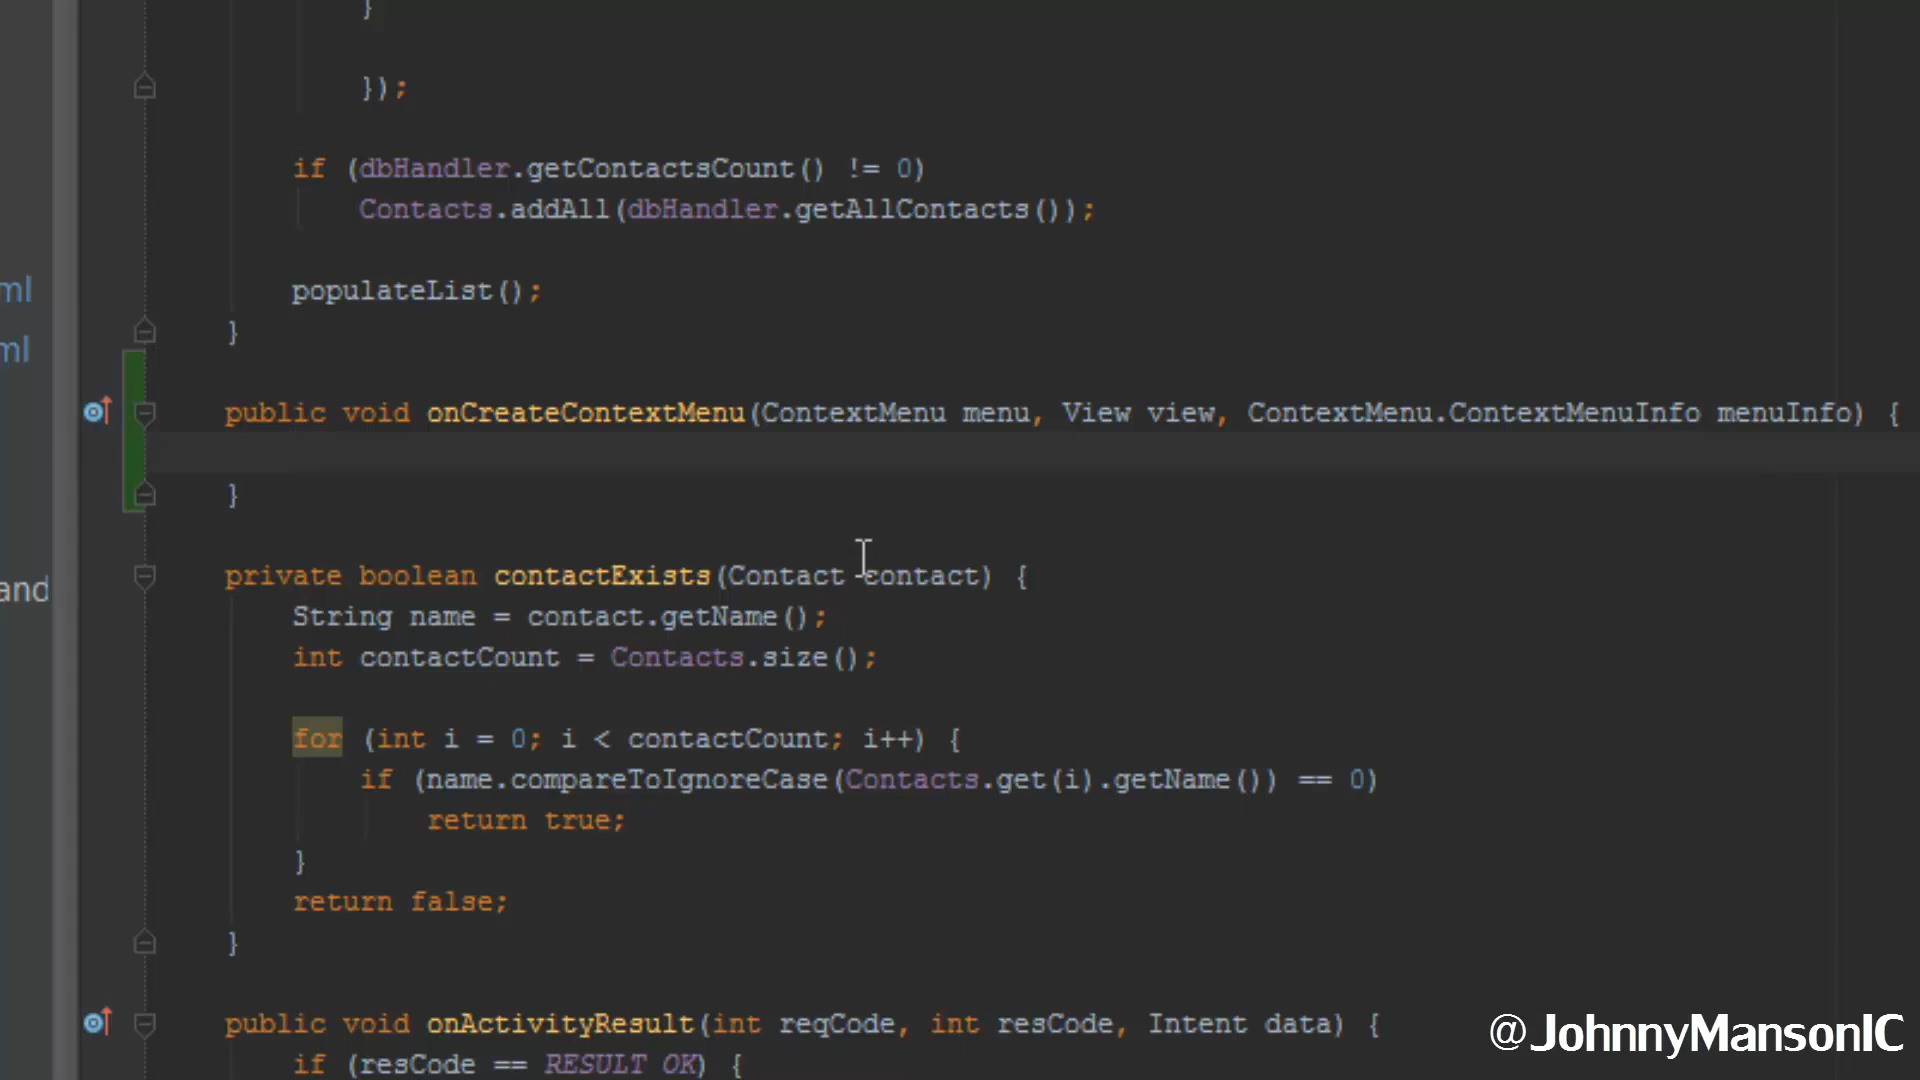 }
});
if (dbHandler.getContactsCount() != 0)
Contacts.addAll(dbHandler.getAllContacts());
populateList();
ml
}
ml
public void onCreateContextMenu(ContextMenu menu, View view, ContextMenu.ContextMenuInfo menuInfo) {
}
private boolean contactExists(Contact contact) {
and
String name = contact.getName();
int contactCount = Contacts.size();
for (int i = 0; i < contactCount; i++) {
if (name.compareToIgnoreCase(Contacts.get(i).getName()) == 0)
return true;
}
return false;
}
public void onActivityResult(int reqCode, int resCode, Intent data) {
if (resCode == RESULT_OK) {
@JohnnyMansonIC